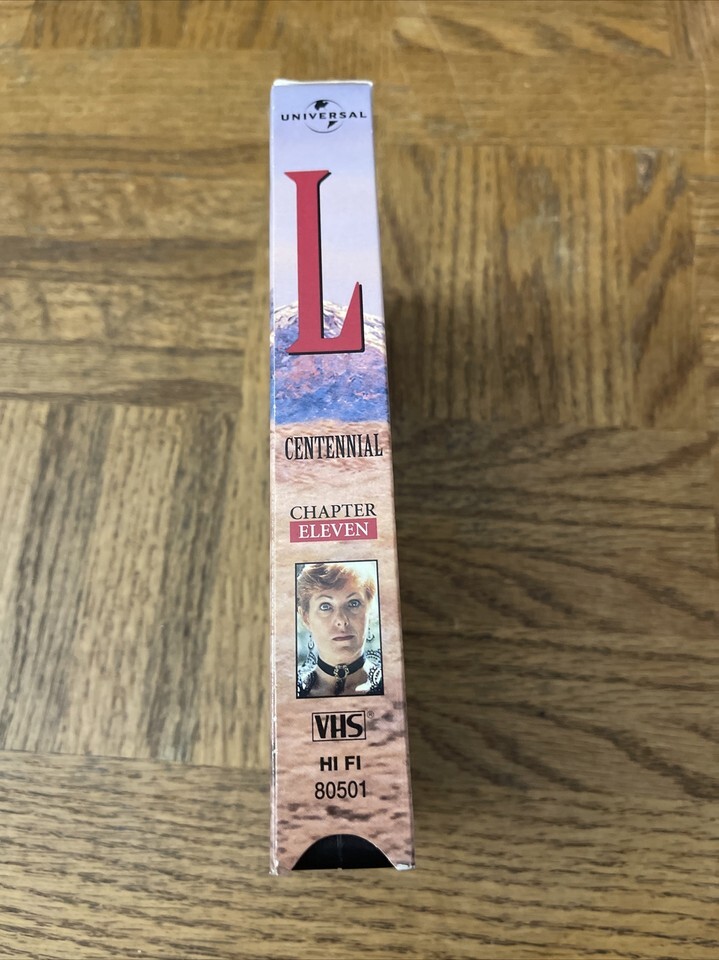 UNIVERSAL
L
CENTENNIAL
CHAPTER
ELEVEN
VHS®
HI FI
80501